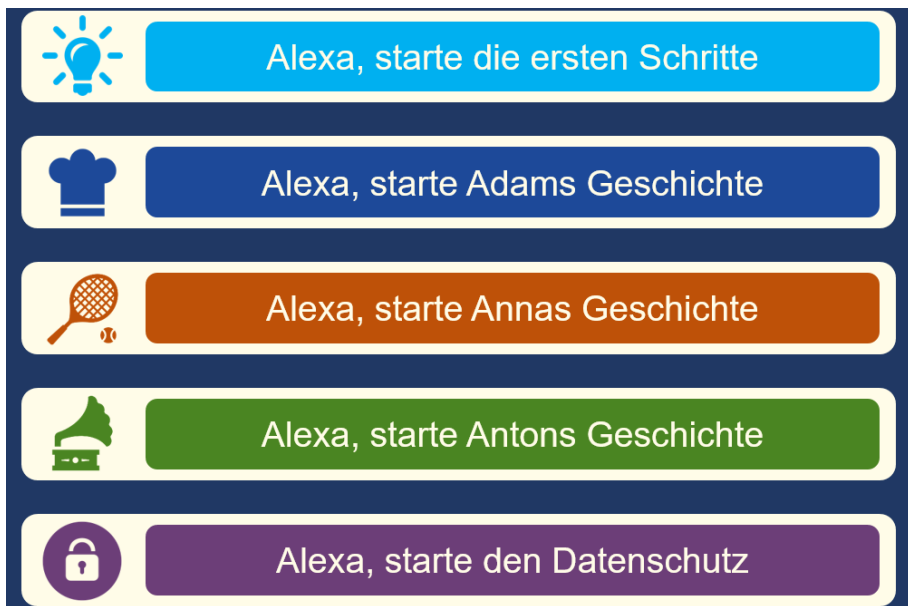 Alexa, starte die ersten Schritte
Alexa, starte Adams Geschichte
Alexa, starte Annas Geschichte
Alexa, starte Antons Geschichte
Alexa, starte den Datenschutz